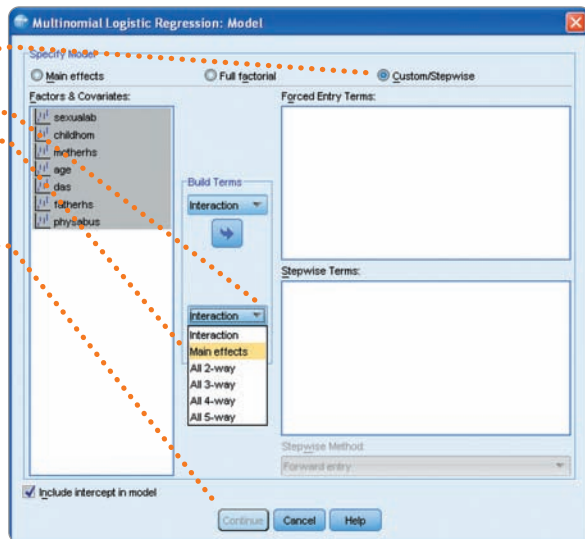 Multinomial Logistic Regression: Model
Specify Model
Main effects
Full factorial
Custom/Stepwise
Factors & Covariates:
sexualab
childhom
motherhs
age
das
fatherhs
physabus
Build Terms
Interaction
Interaction
Interaction
Main effects
All 2-way
All 3-way
All 4-way
All 5-way
Forced Entry Terms:
Stepwise Terms:
Stepwise Method:
Forward entry
Include intercept in model
Continue
Cancel
Help